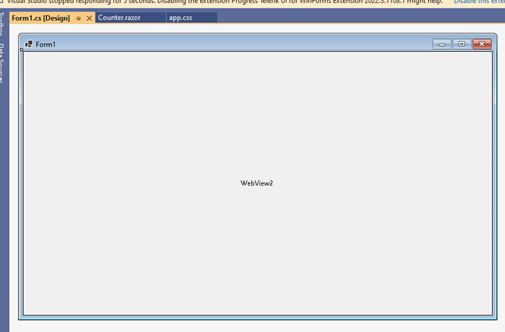 Visual Studio stopped responding for 5 seconds. Disabling the extension Progress Telerik UI for WinForms Extension 2022.3.1108.1 might help. Disable this exte
Form1.cs [Design]
Counter.razor
app.css
Toolbox
Data Sources
Form1
WebView2